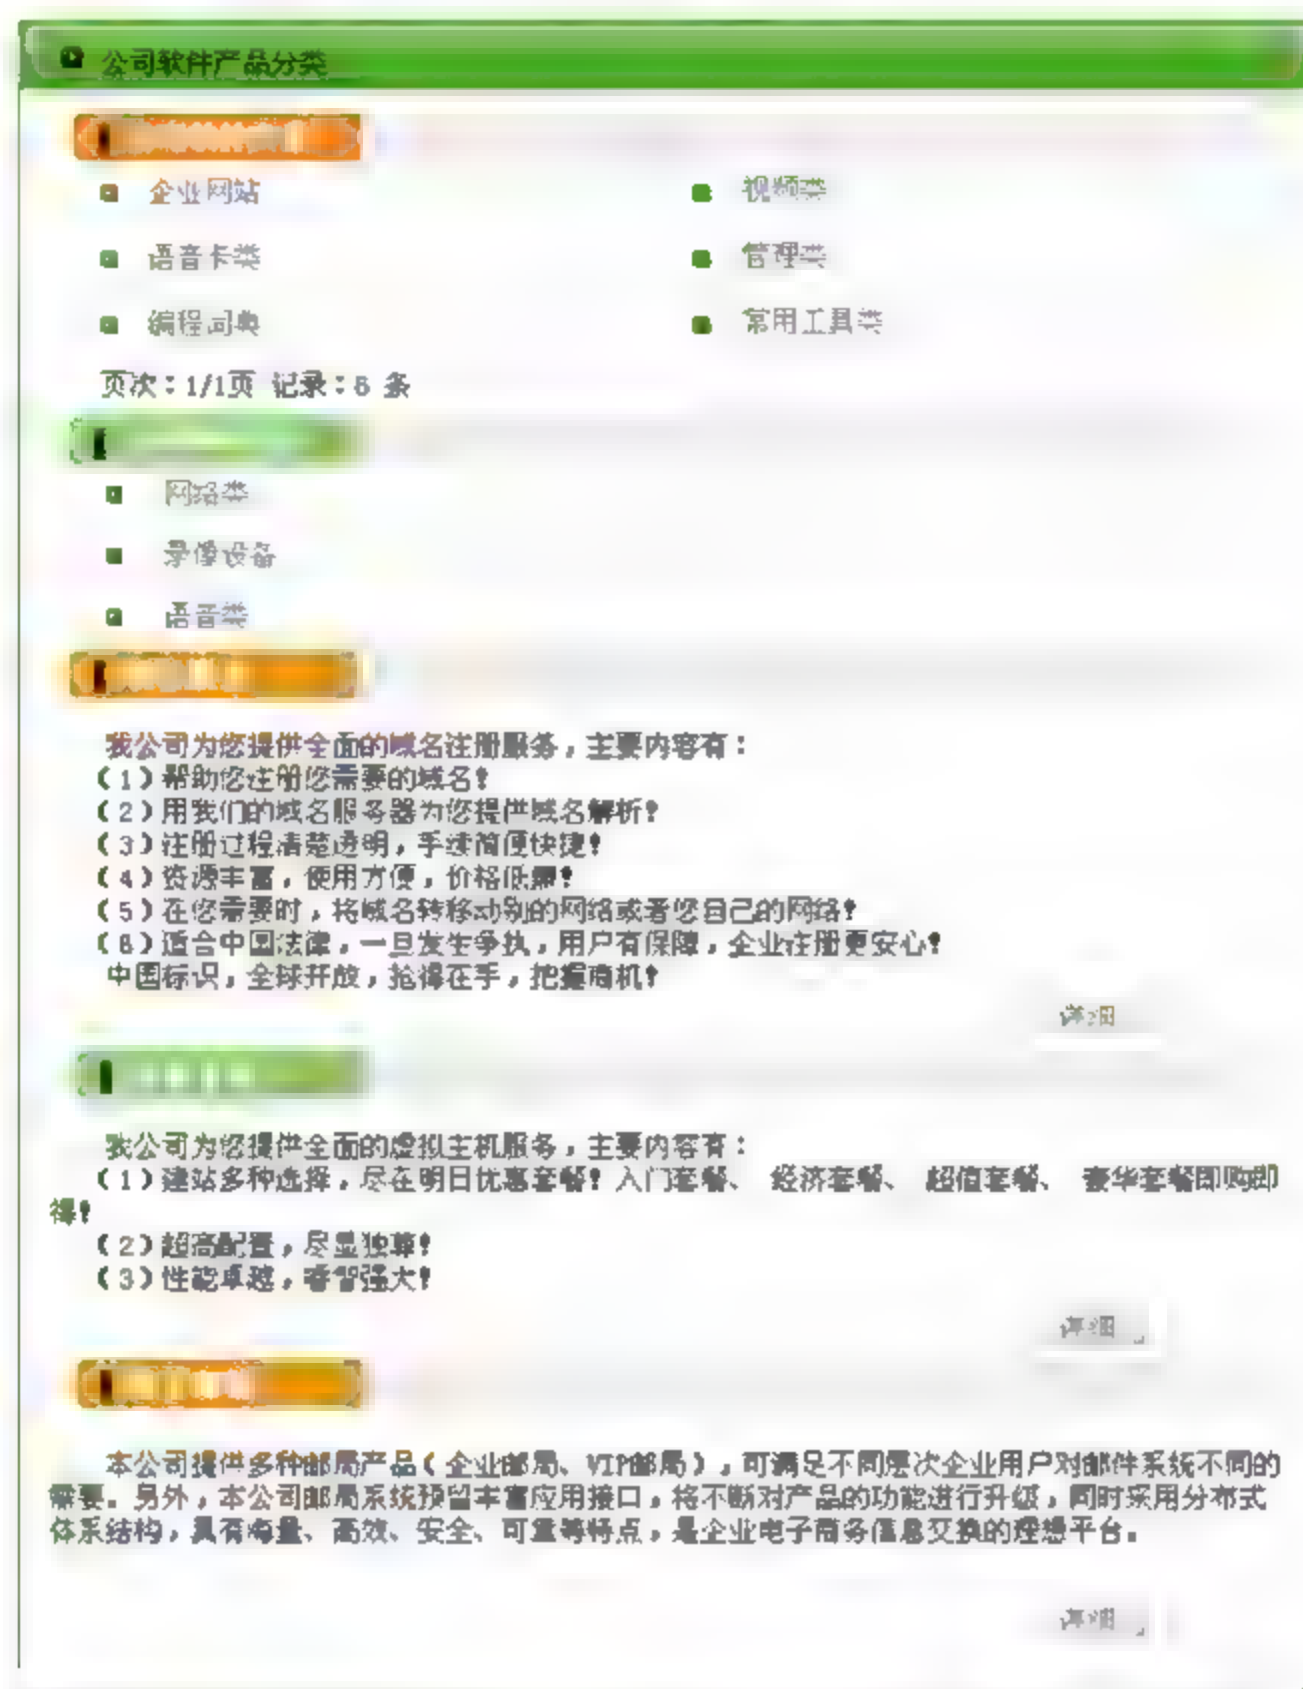 公司软件产品分类
企业网站 视频类
语音卡类 管理类
编程词典 常用工具类
页次：1/1页 记录：6 条
网络类
录像设备
语音类
我公司为您提供全面的域名注册服务，主要内容有：
（1）帮助您注册您需要的域名！
（2）用我们的域名服务器为您提供域名解析！
（3）注册过程清楚透明，手续简便快捷！
（4）资源丰富，使用方便，价格低廉！
（5）在您需要时，将域名转移动别的网络或者您自己的网络！
（6）适合中国法律，一旦发生争执，用户有保障，企业注册更安心！
中国标识，全球开放，抢得在手，把握商机！
详细
我公司为您提供全面的虚拟主机服务，主要内容有：
（1）建站多种选择，尽在明日优惠套餐！入门套餐、 经济套餐、 超值套餐、 豪华套餐即购即
得！
（2）超高配置，尽显独尊！
（3）性能卓越，睿智强大！
详细
本公司提供多种邮局产品（企业邮局、VIP邮局），可满足不同层次企业用户对邮件系统不同的
需要。另外，本公司邮局系统预留丰富应用接口，将不断对产品的功能进行升级，同时采用分布式
体系结构，具有海量、高效、安全、可靠等特点，是企业电子商务信息交换的理想平台。
详细